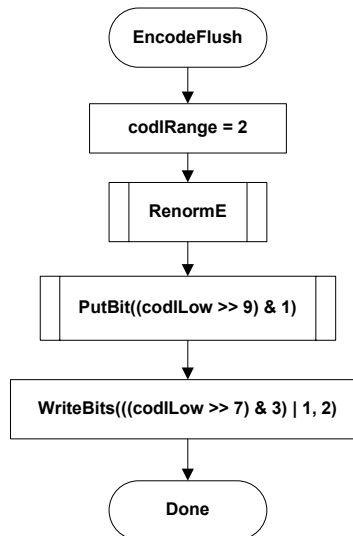 EncodeFlush
codIRange = 2
RenormE
PutBit((codILow >> 9) & 1)
WriteBits(((codILow >> 7) & 3) | 1, 2)
Done